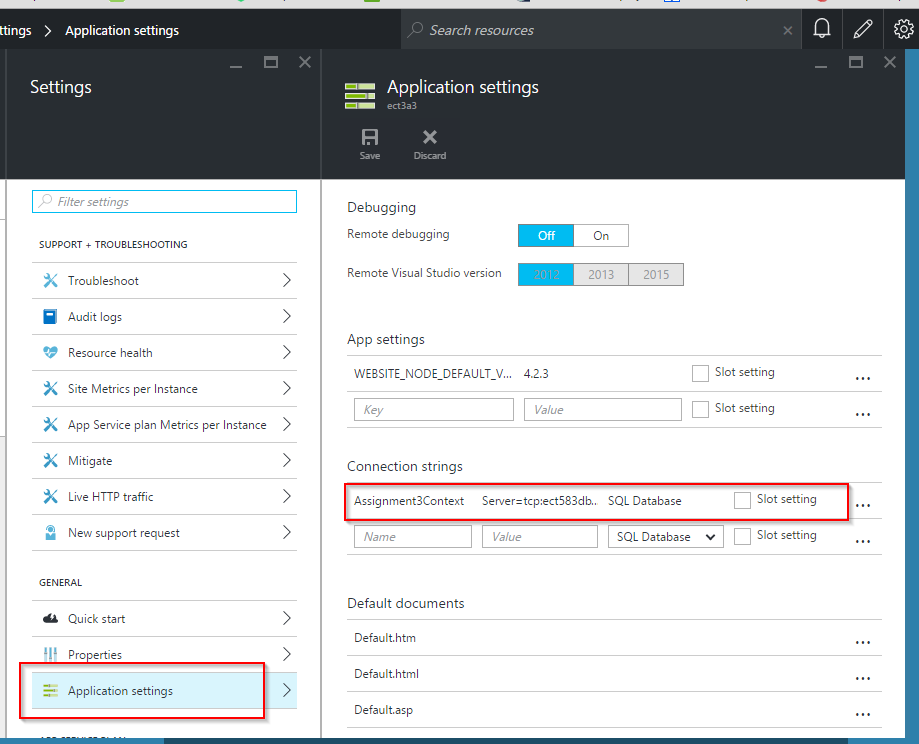 ttings > Application settings
Search resources
Settings
Filter settings
SUPPORT + TROUBLESHOOTING
Troubleshoot
Audit logs
Resource health
Site Metrics per Instance
App Service plan Metrics per Instance
Mitigate
Live HTTP traffic
New support request
GENERAL
Quick start
Properties
Application settings
APP SERVICE PLAN
Application settings
ect3a3
Save
Discard
Debugging
Remote debugging
Off
On
Remote Visual Studio version
2012
2013
2015
App settings
WEBSITE_NODE_DEFAULT_V... 4.2.3 Slot setting ...
Key Value Slot setting ...
Connection strings
Assignment3Context Server=tcp:ect583db.. SQL Database Slot setting ...
Name Value SQL Database Slot setting ...
Default documents
Default.htm ...
Default.html ...
Default.asp ...